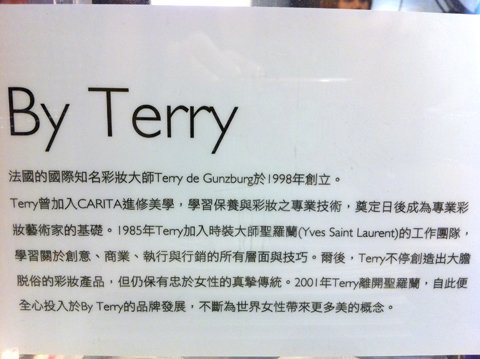 By Terry
法國的國際知名彩妝大師Terry de Gunzburg於1998年創立。
Terry曾加入CARITA進修美學，學習保養與彩妝之專業技術，奠定日後成為專業彩
妝藝術家的基礎。1985年Terry加入時裝大師聖羅蘭(Yves Saint Laurent)的工作團隊，
學習關於創意、商業、執行與行銷的所有層面與技巧。爾後，Terry不停創造出大膽
脫俗的彩妝產品，但仍保有忠於女性的真摯傳統。2001年Terry離開聖羅蘭，自此便
全心投入於By Terry的品牌發展，不斷為世界女性帶來更多美的概念。